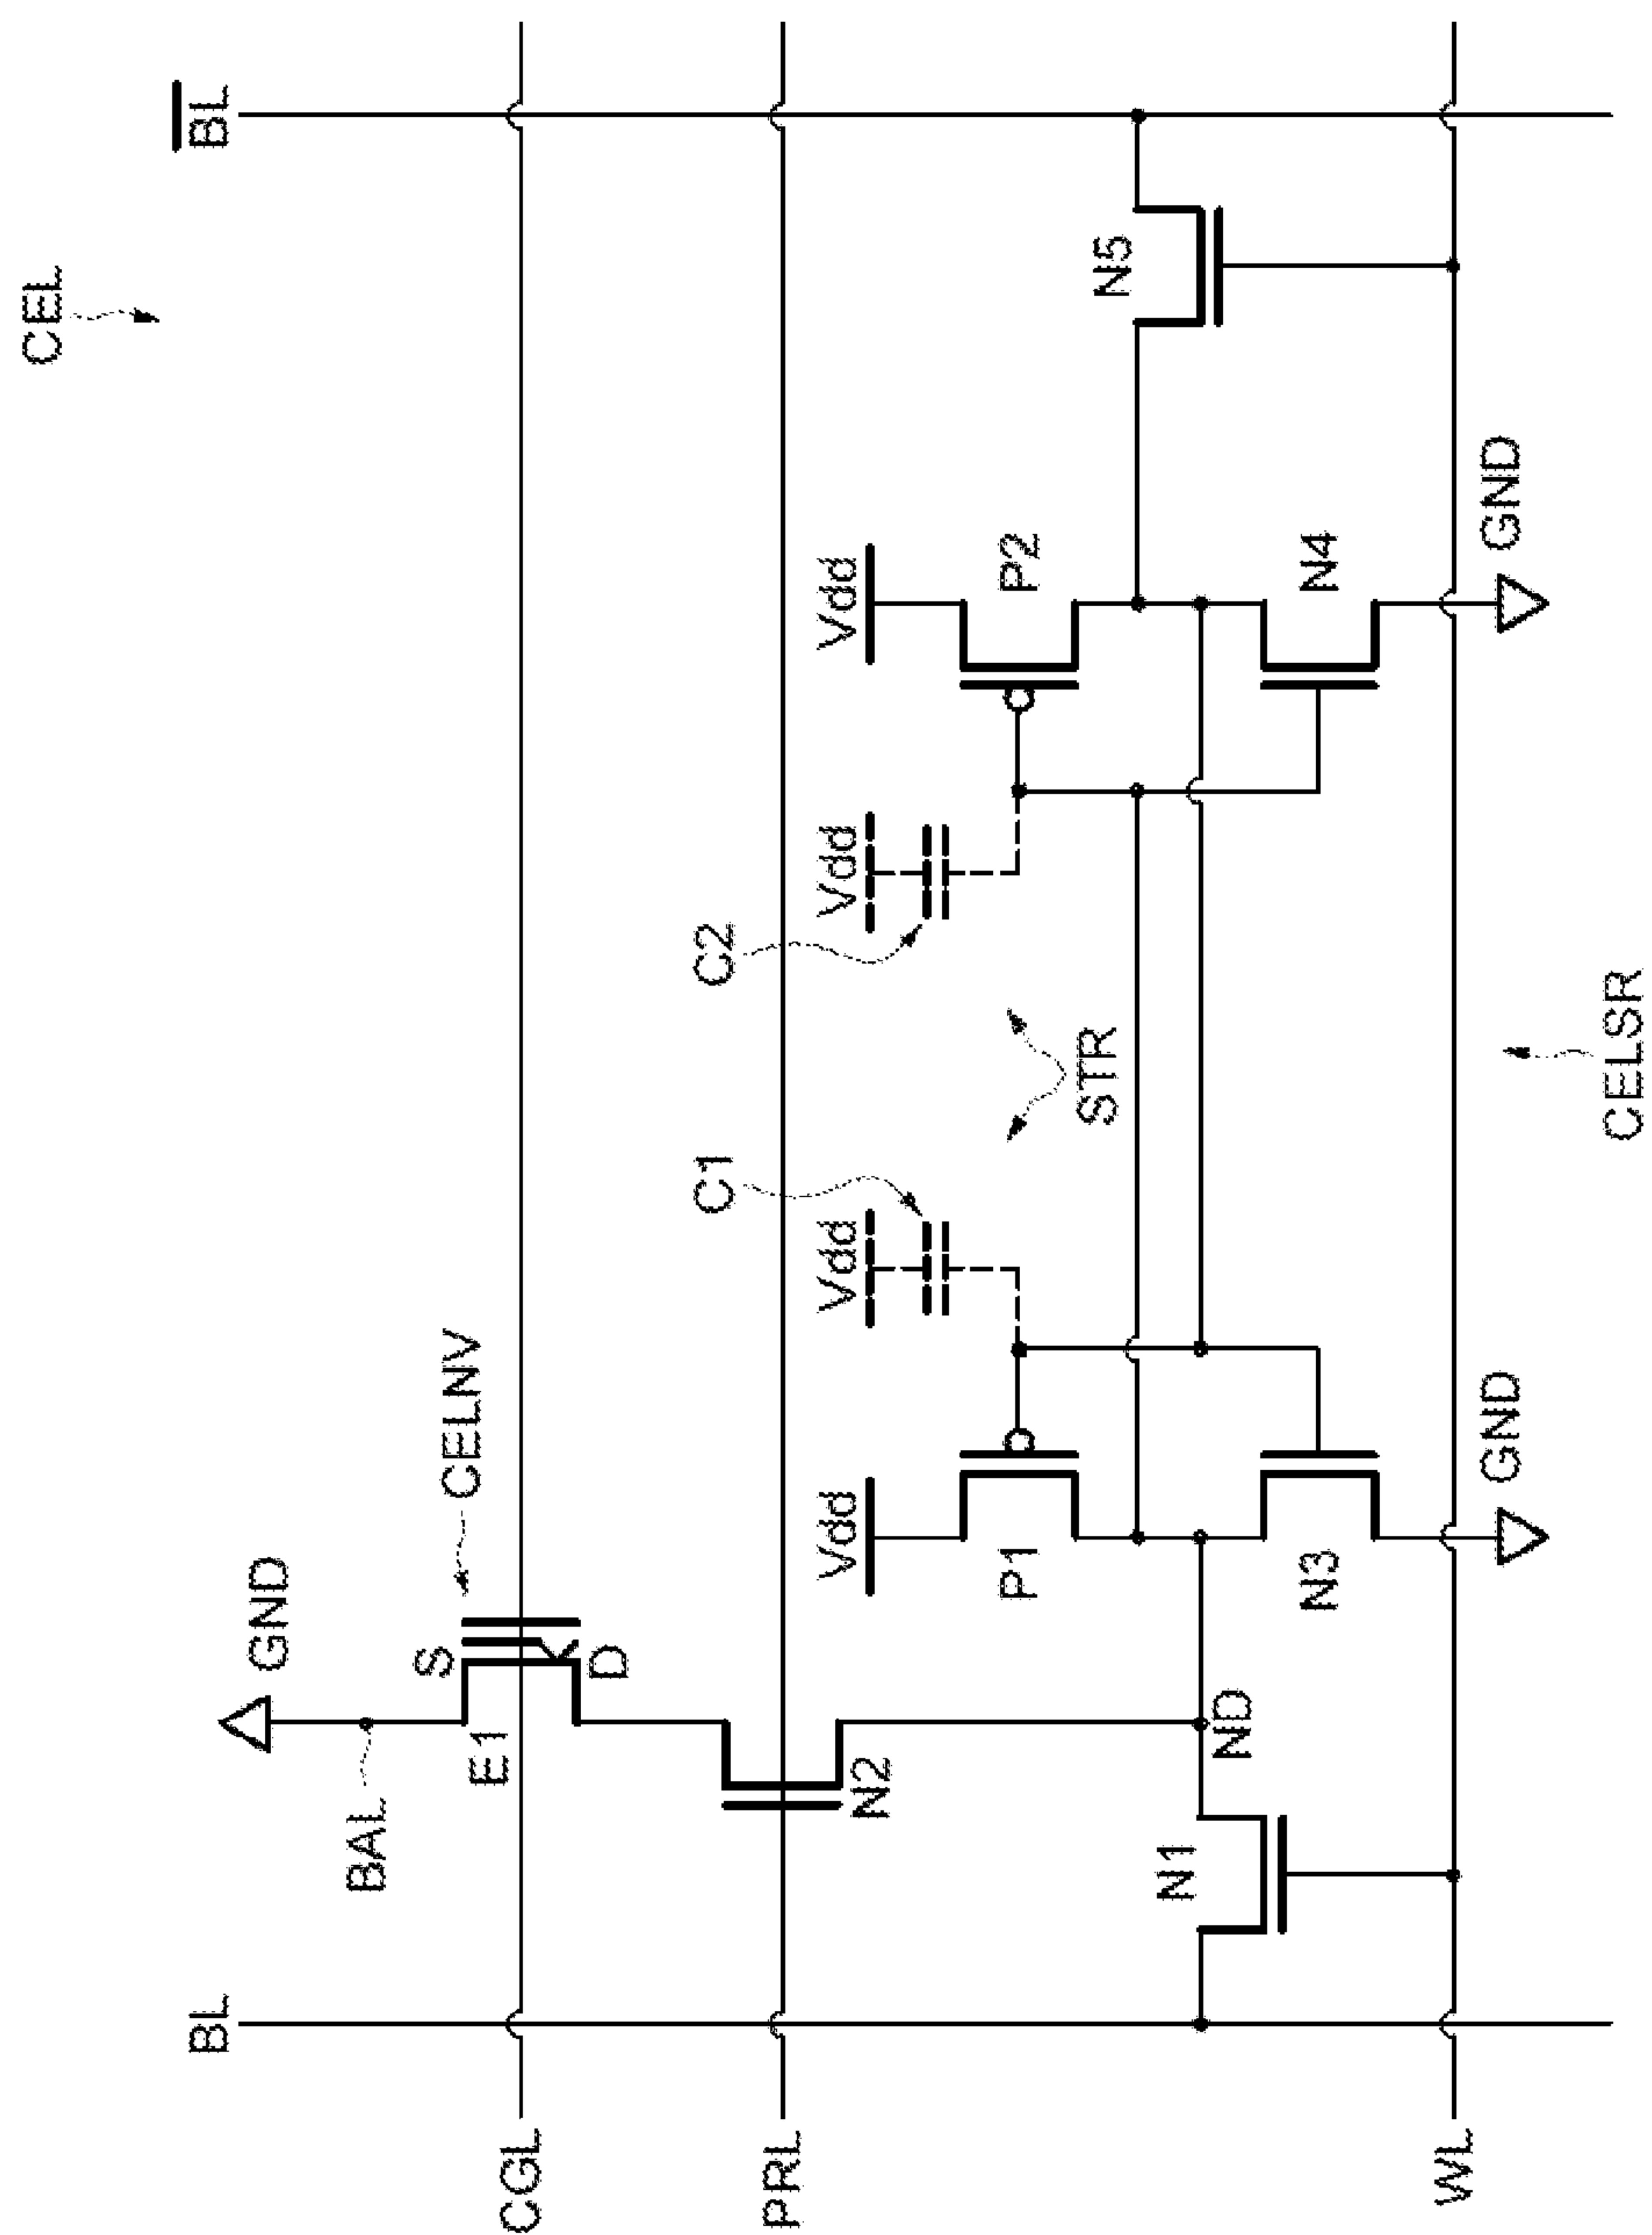 CEL
BL
BL
GND
BAL
S
E1
D
CELNV
CGL
PRL
N2
C1
C2
Vdd
Vdd
Vdd
Vdd
P1
P2
STR
N1
ND
N3
N4
N5
GND
GND
WL
CELSR